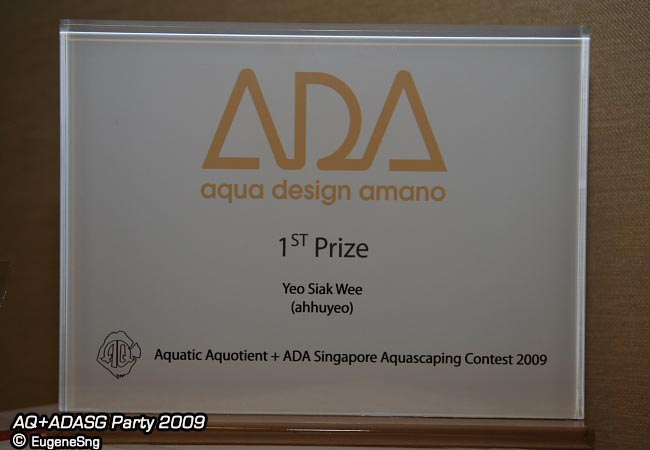 ADA
aqua design amano
1ST Prize
Yeo Siak Wee
(ahhuyeo)
AQ
Aquatic Aquotient + ADA Singapore Aquascaping Contest 2009
AQ+ADASG Party 2009
© EugeneSng